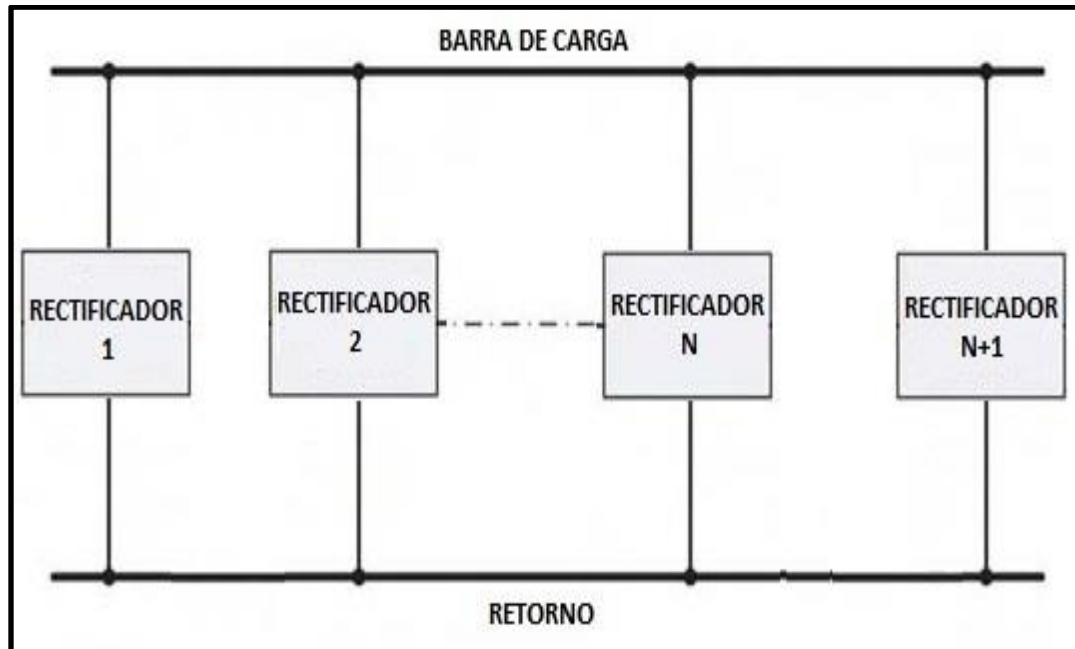 BARRA DE CARGA
RECTIFICADOR
1
RECTIFICADOR
2
RECTIFICADOR
N
RECTIFICADOR
N+1
RETORNO